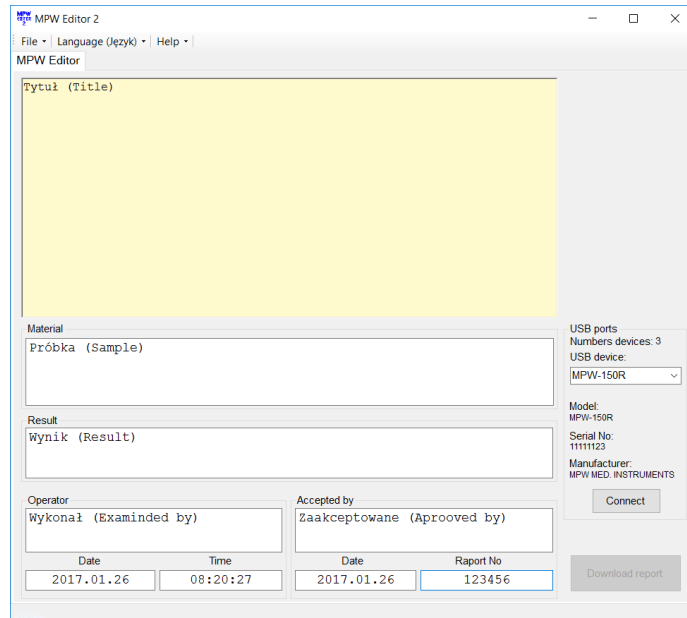 MPW Editor 2
File Language (Język) Help
MPW Editor
Tytuł (Title)
Material
Próbka (Sample)
Result
Wynik (Result)
Operator
Wykonał (Examinded by)
Date Time
2017.01.26 08:20:27
Accepted by
Zaakceptowane (Aprooved by)
Date Raport No
2017.01.26 123456
USB ports
Numbers devices: 3
USB device:
MPW-150R
Model:
MPW-150R
Serial No:
11111123
Manufacturer:
MPW MED. INSTRUMENTS
Connect
Download report